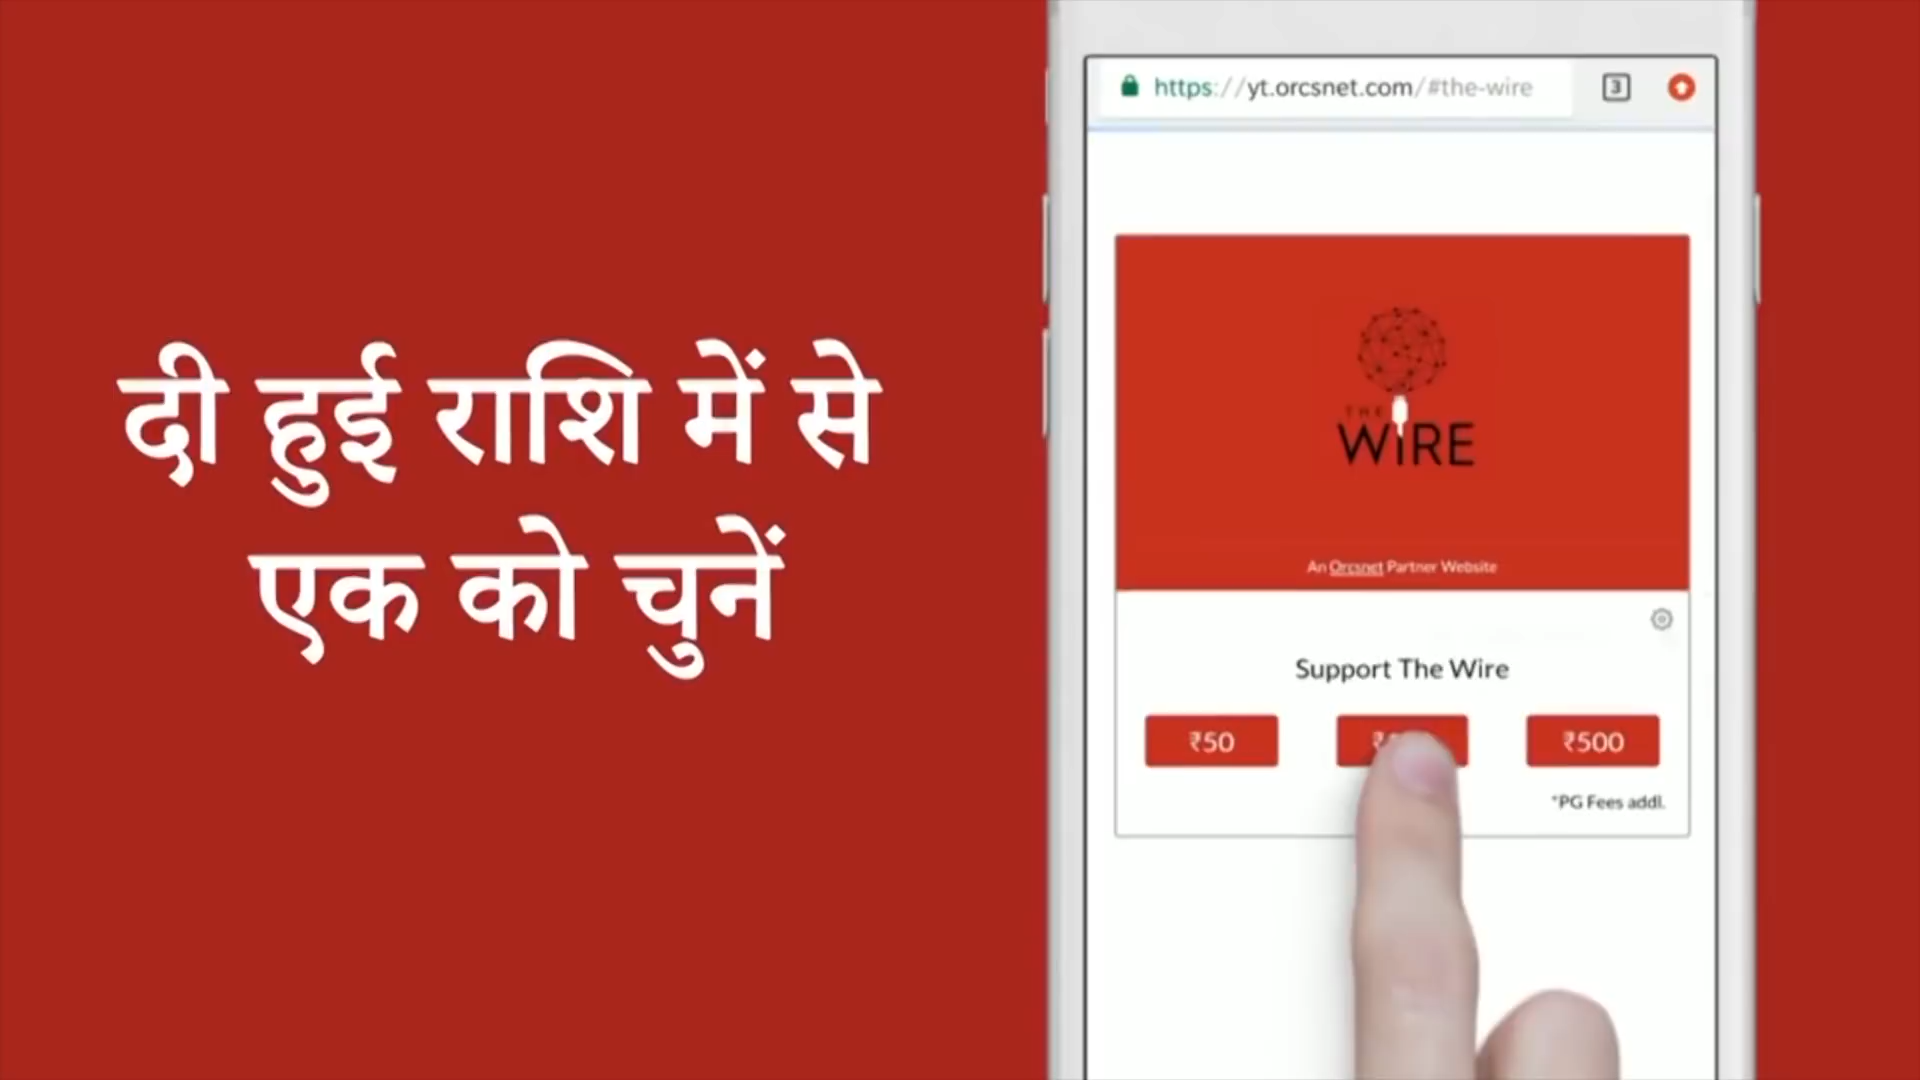 दी हुई राशि में से
एक को चुनें
https://yt.orcsnet.com/#the-wire
3
THE
WIRE
An Orcsnet Partner Website
Support The Wire
₹50
₹500
*PG Fees addl.